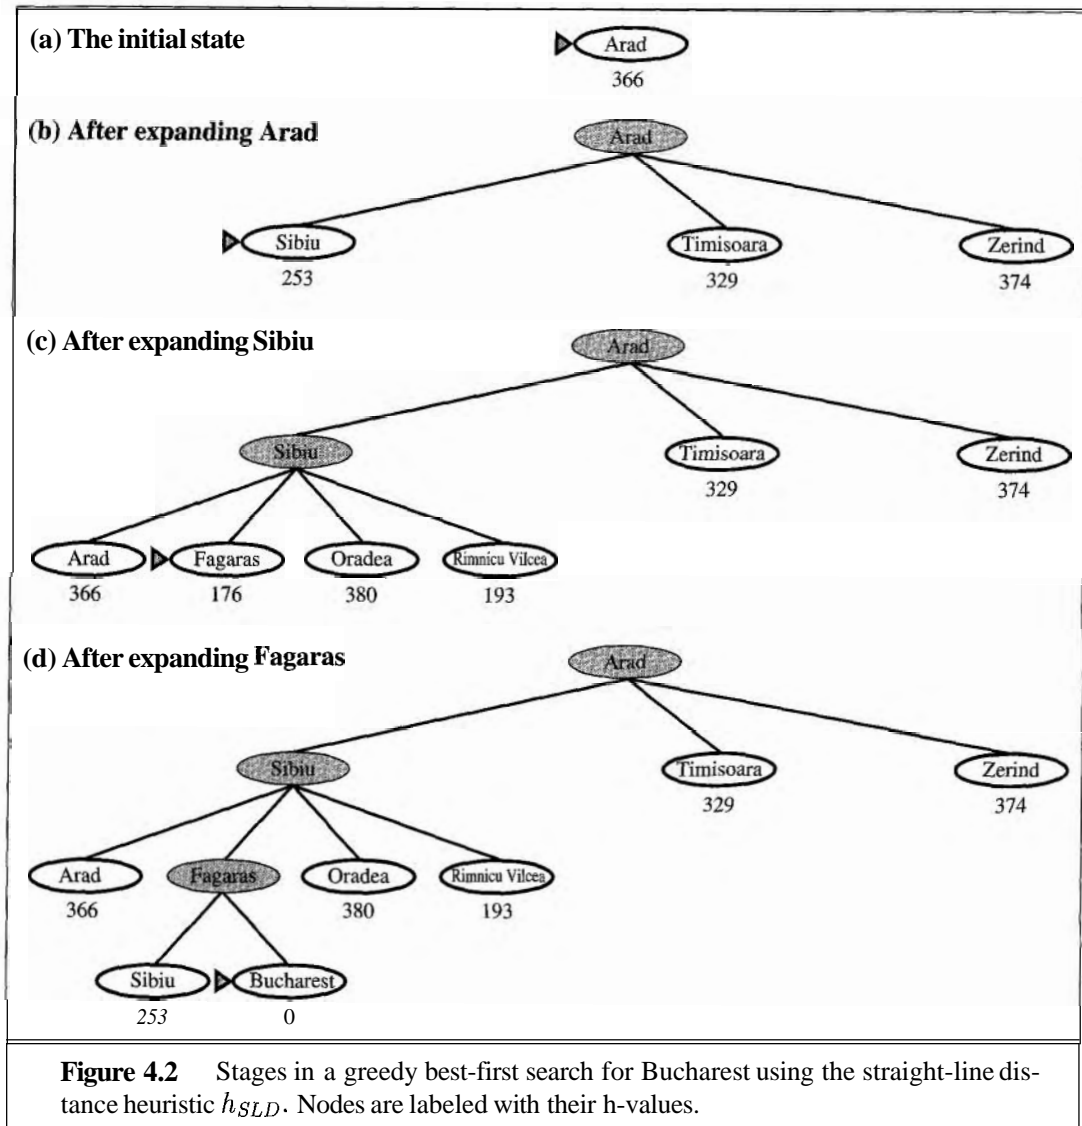 (a) The initial state
Arad
366
(b) After expanding Arad
Arad
Sibiu
Timisoara
Zerind
253
329
374
(c) After expanding Sibiu
Arad
Sibiu
Timisoara
Zerind
329
374
Arad
Fagaras
Oradea
Rimnicu Vilcea
366
176
380
193
(d) After expanding Fagaras
Arad
Sibiu
Timisoara
Zerind
329
374
Arad
Fagaras
Oradea
Rimnicu Vilcea
366
380
193
Sibiu
Bucharest
253
0
Figure 4.2 Stages in a greedy best-first search for Bucharest using the straight-line dis-
tance heuristic h_SLD. Nodes are labeled with their h-values.